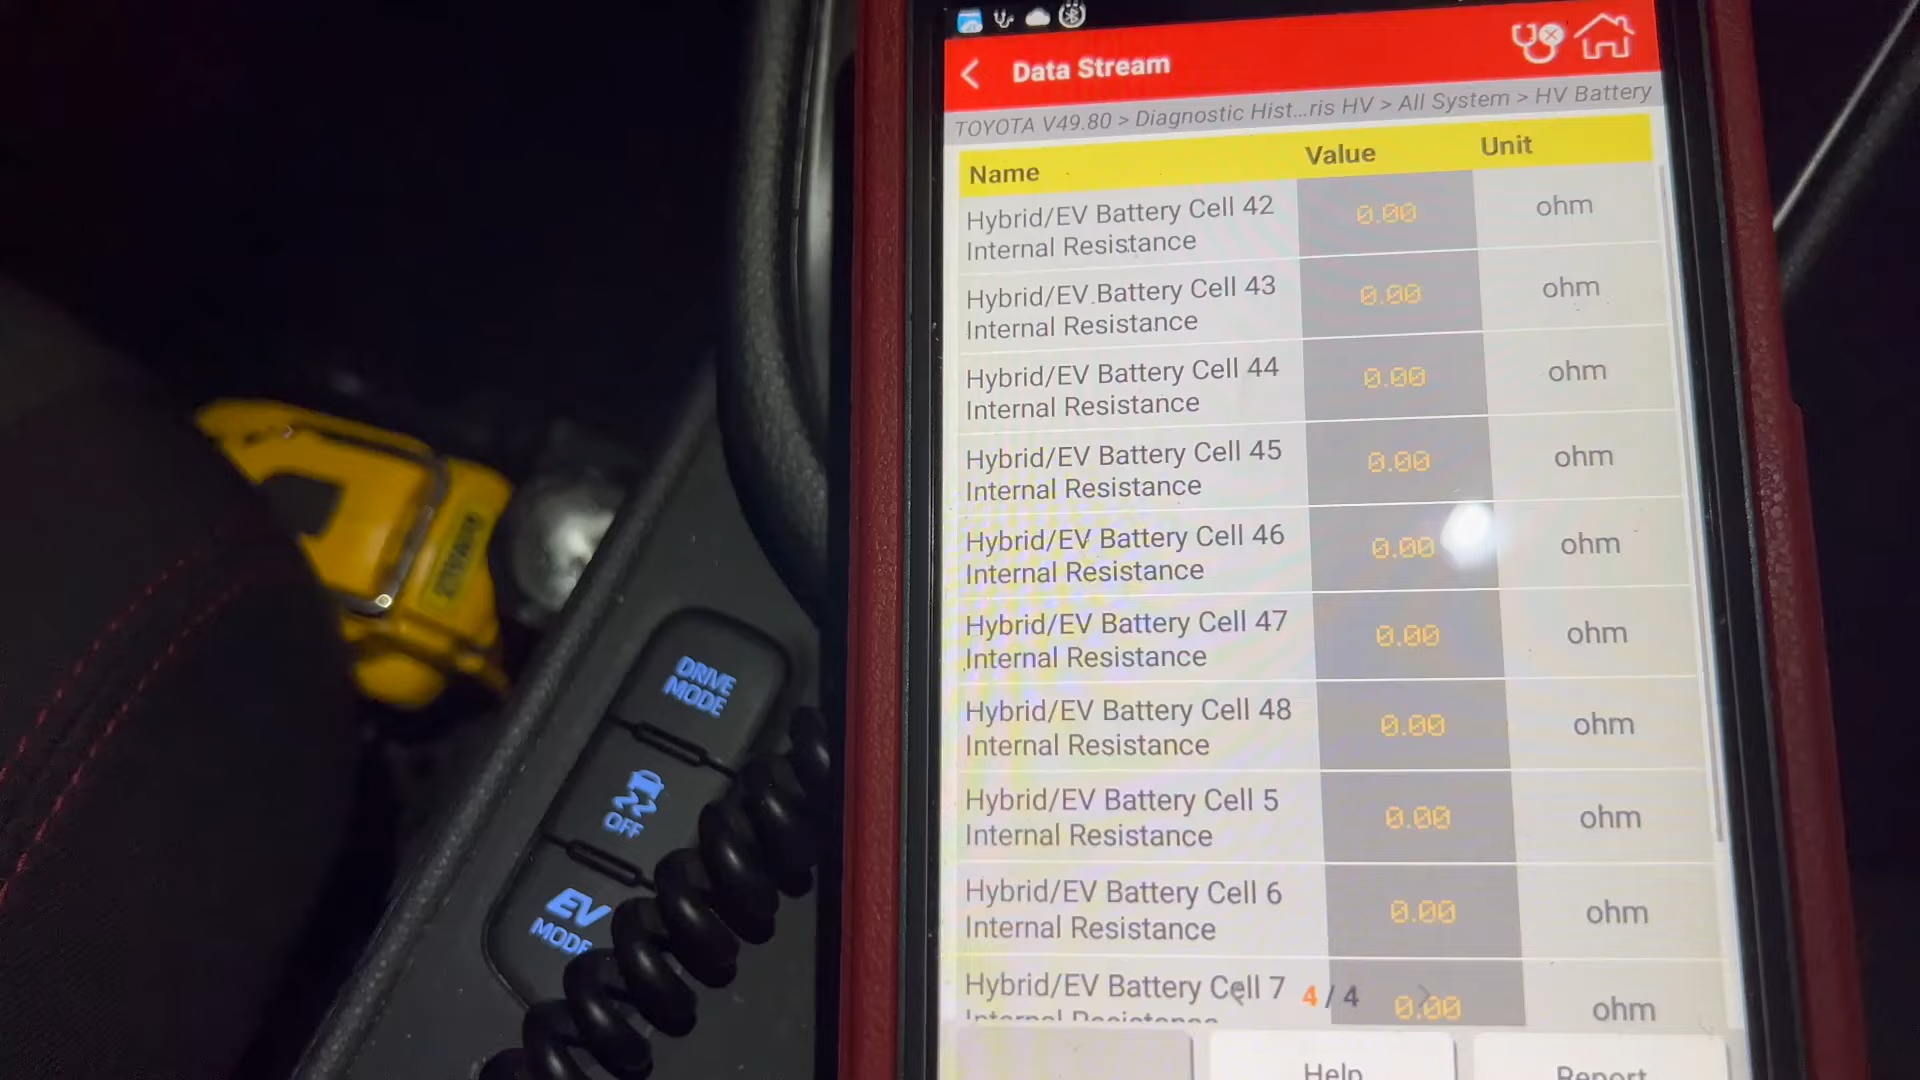 Data Stream
TOYOTA V49.80 > Diagnostic Hist...ris HV > All System > HV Battery
Name Value Unit
Hybrid/EV Battery Cell 42
Internal Resistance 0.00 ohm
Hybrid/EV Battery Cell 43
Internal Resistance 0.00 ohm
Hybrid/EV Battery Cell 44
Internal Resistance 0.00 ohm
Hybrid/EV Battery Cell 45
Internal Resistance 0.00 ohm
Hybrid/EV Battery Cell 46
Internal Resistance 0.00 ohm
Hybrid/EV Battery Cell 47
Internal Resistance 0.00 ohm
Hybrid/EV Battery Cell 48
Internal Resistance 0.00 ohm
Hybrid/EV Battery Cell 5
Internal Resistance 0.00 ohm
Hybrid/EV Battery Cell 6
Internal Resistance 0.00 ohm
Hybrid/EV Battery Cell 7
Internal Resistance 0.00 ohm
4 / 4
Help Report
DRIVE
MODE
OFF
EV
MODE
DEWALT